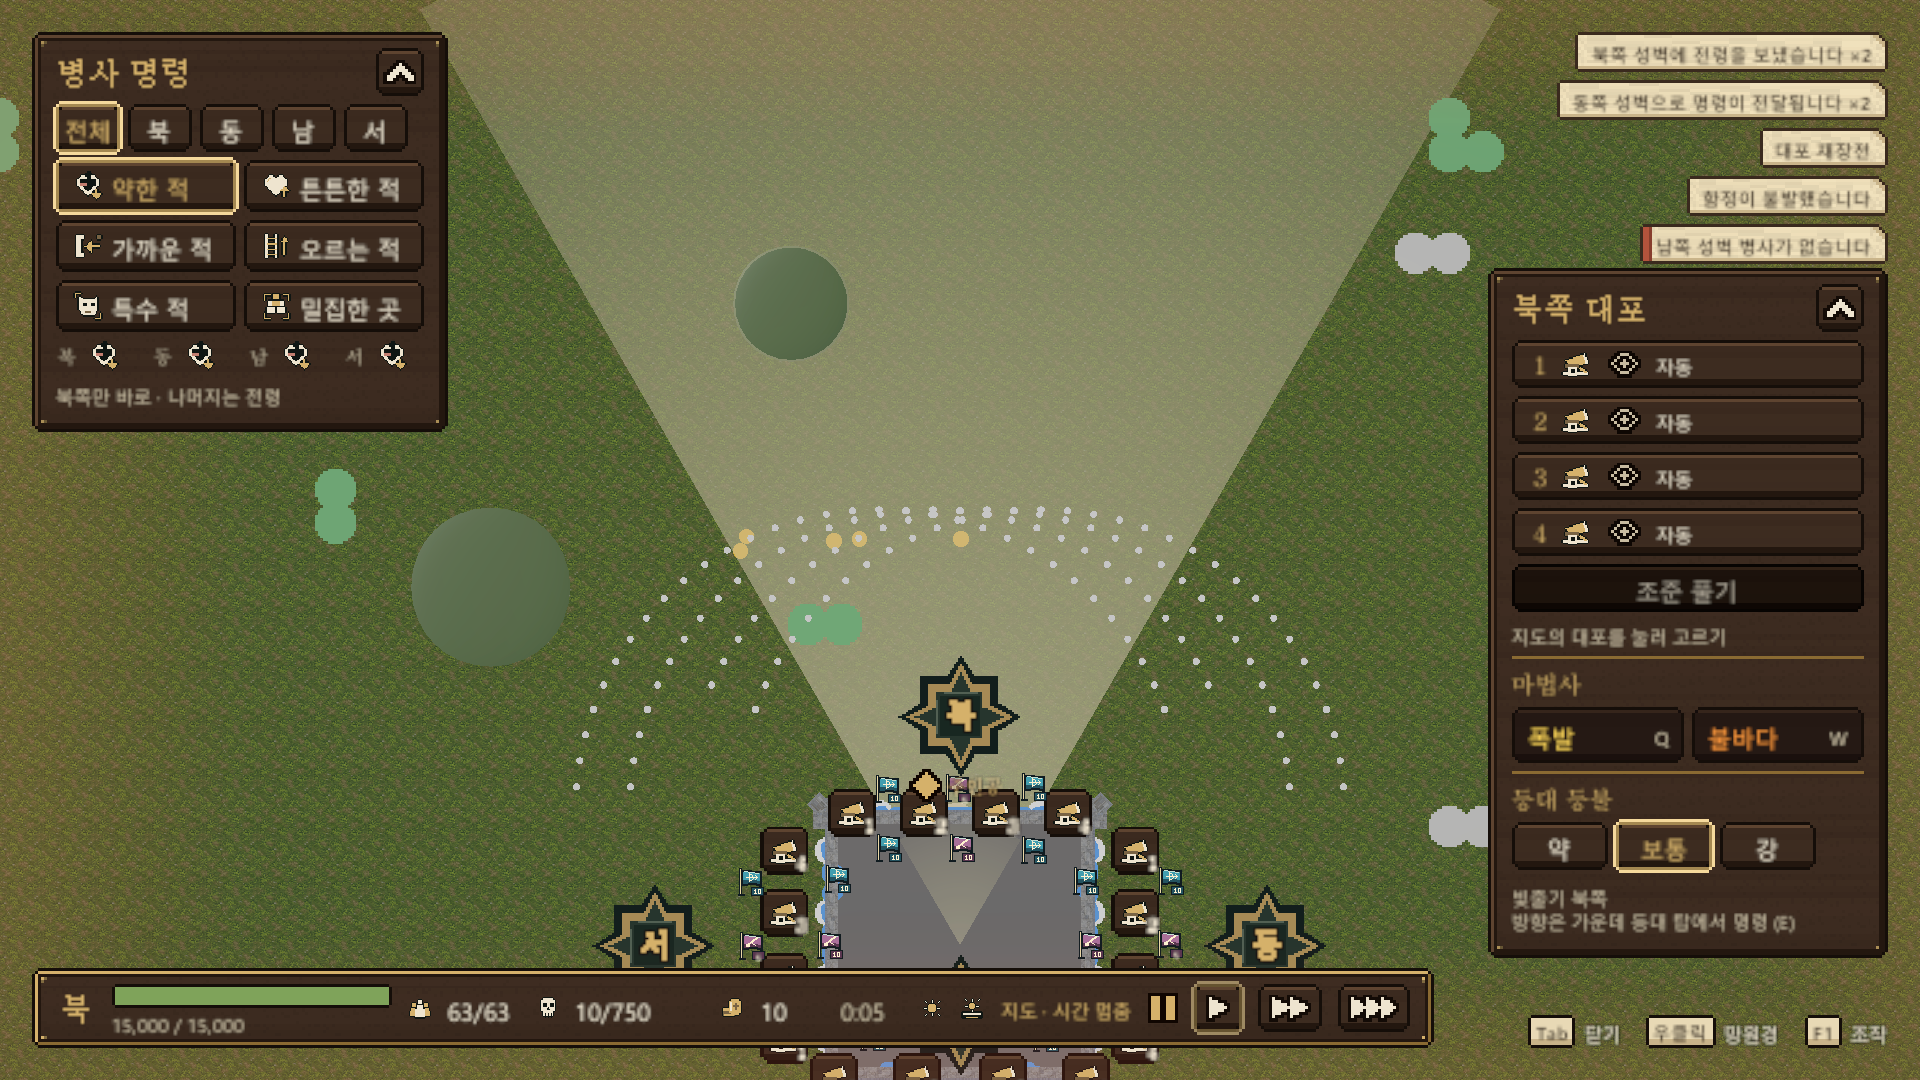 병사 명령
전체 북 동 남 서
약한 적 튼튼한 적
가까운 적 오르는 적
특수 적 밀집한 곳
북 동 남 서
북쪽만 바로 · 나머지는 전령
북쪽 성벽에 전령을 보냈습니다 ×2
동쪽 성벽으로 명령이 전달됩니다 ×2
대포 재장전
함정이 불발했습니다
남쪽 성벽 병사가 없습니다
북쪽 대포
1 자동
2 자동
3 자동
4 자동
조준 풀기
지도의 대포를 눌러 고르기
마법사
폭발 Q 불바다 W
등대 등불
약 보통 강
빛줄기 북쪽
방향은 가운데 등대 탑에서 명령 (E)
북
서
동
북
15,000 / 15,000
63/63
10/750
10
0:05
지도 · 시간 멈춤
Tab 닫기 우클릭 망원경 F1 조작